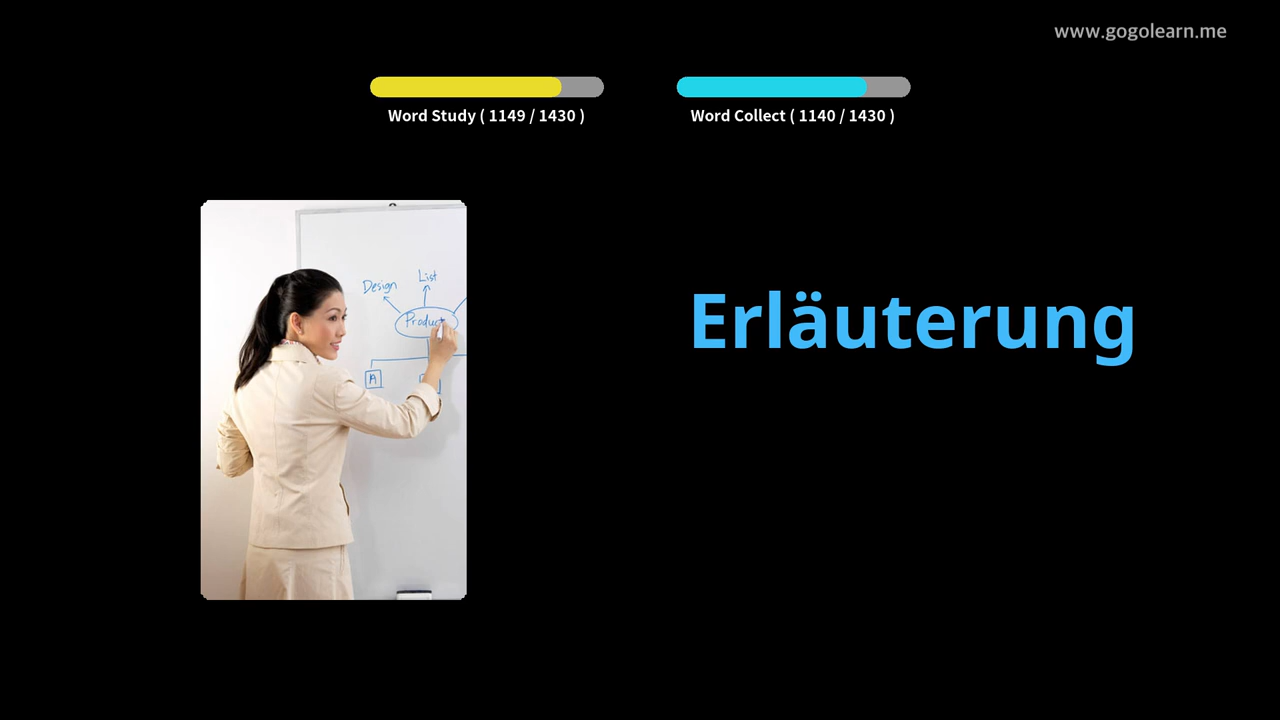 www.gogolearn.me
Word Study ( 1149 / 1430 )
Word Collect ( 1140 / 1430 )
List
Design
Product
A
Erläuterung